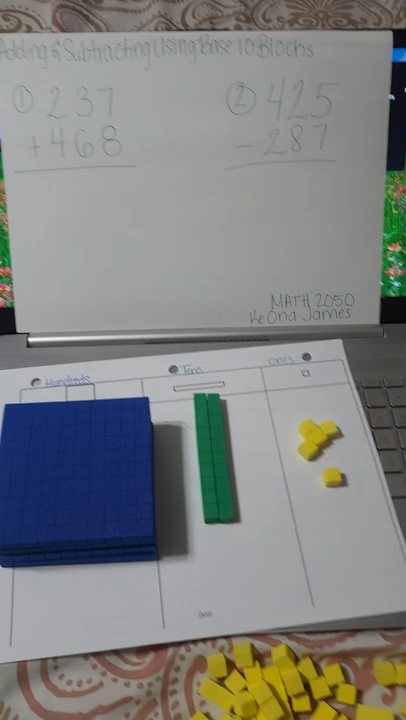 Adding & Subtracting Using Base 10 Blocks
① 237
+ 468
② 425
- 287
MATH 2050
KeOna James
Hundreds Tens ones